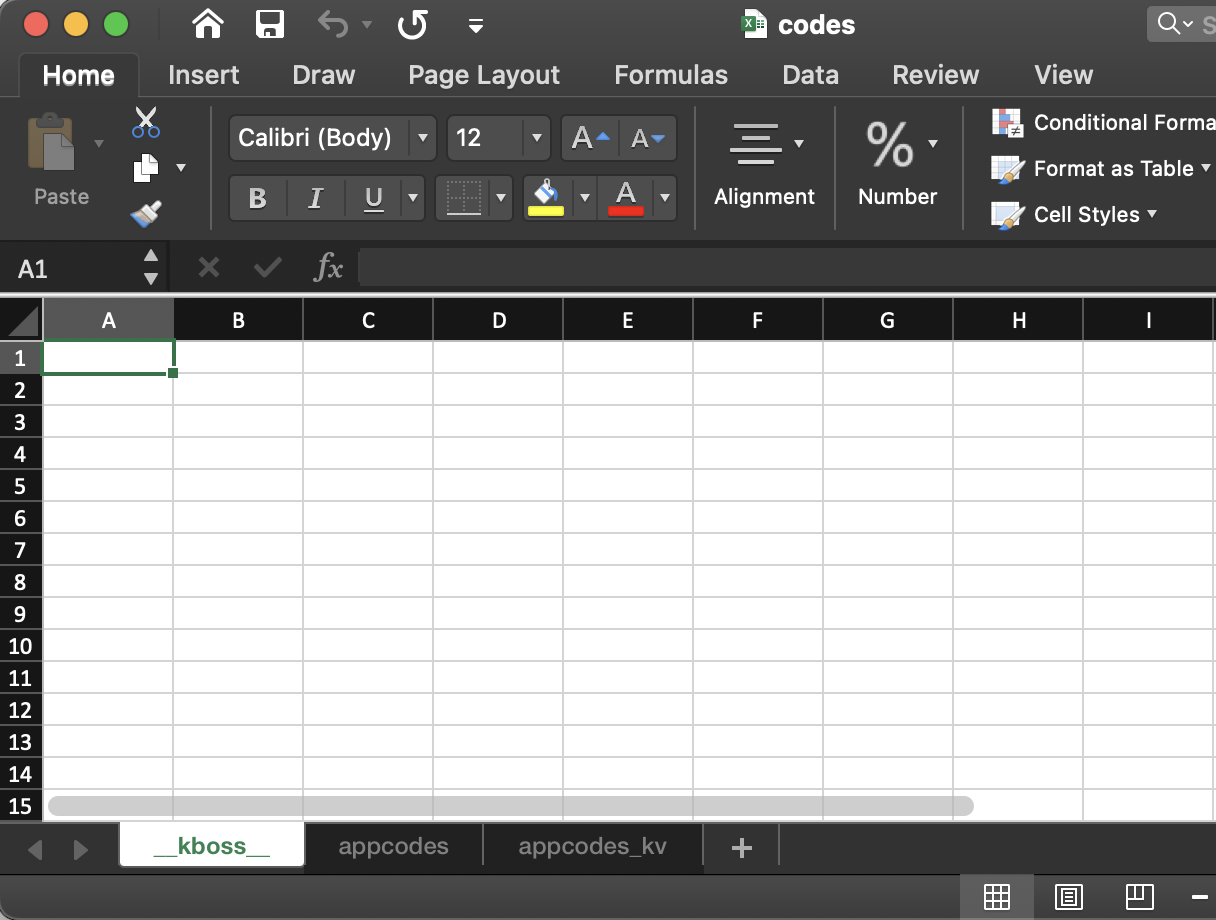 codes
S
Home Insert Draw Page Layout Formulas Data Review View
Paste
Calibri (Body) 12 A A
B I U A
Alignment
%
Number
Conditional Forma
Format as Table
Cell Styles
A1 fx
A B C D E F G H I
1
2
3
4
5
6
7
8
9
10
11
12
13
14
15
__kboss__ appcodes appcodes_kv +